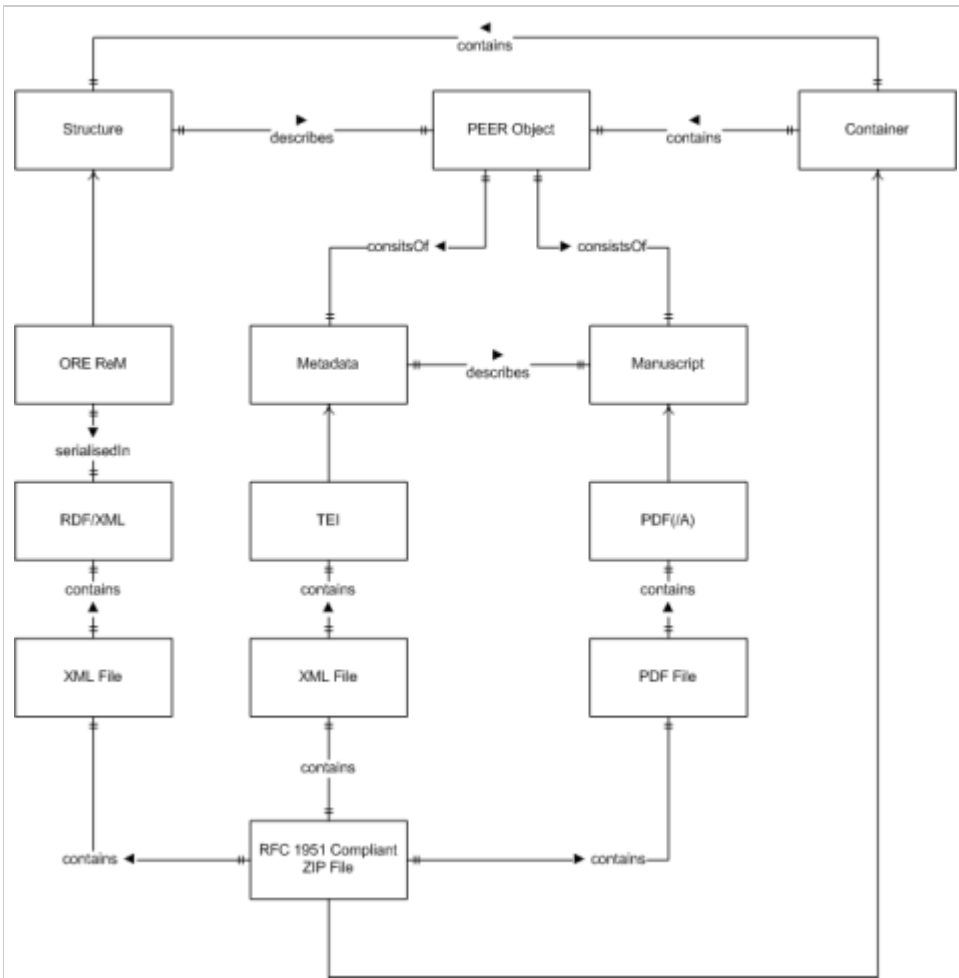 contains
Structure
PEER Object
Container
describes
contains
consitsOf
consistsOf
ORE ReM
Metadata
Manuscript
describes
serialisedIn
RDF/XML
TEI
PDF(/A)
contains
contains
contains
XML File
XML File
PDF File
contains
contains
RFC 1951 Compliant
ZIP File
contains